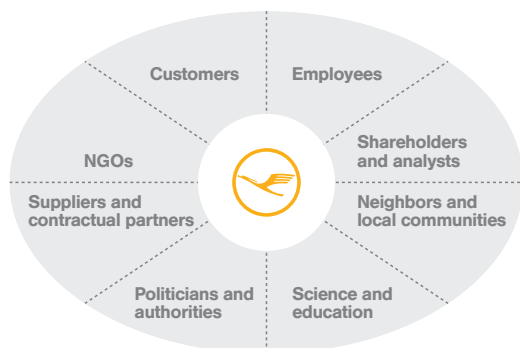 Customers
Employees
NGOs
Shareholders
and analysts
Suppliers and
contractual partners
Neighbors and
local communities
Politicians and
authorities
Science and
education